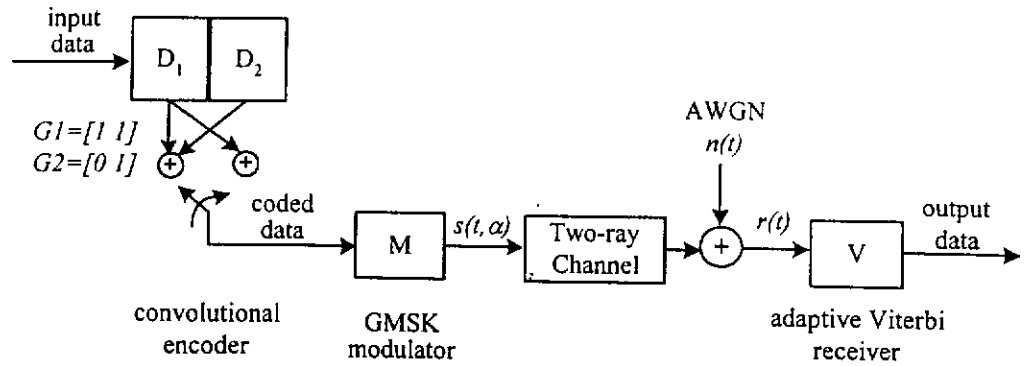 input
data
D1 D2
G1=[1 1]
G2=[0 1]
+ +
AWGN
n(t)
coded
data
M
s(t,α)
Two-ray
Channel
+
r(t)
V
output
data
convolutional
encoder
GMSK
modulator
adaptive Viterbi
receiver